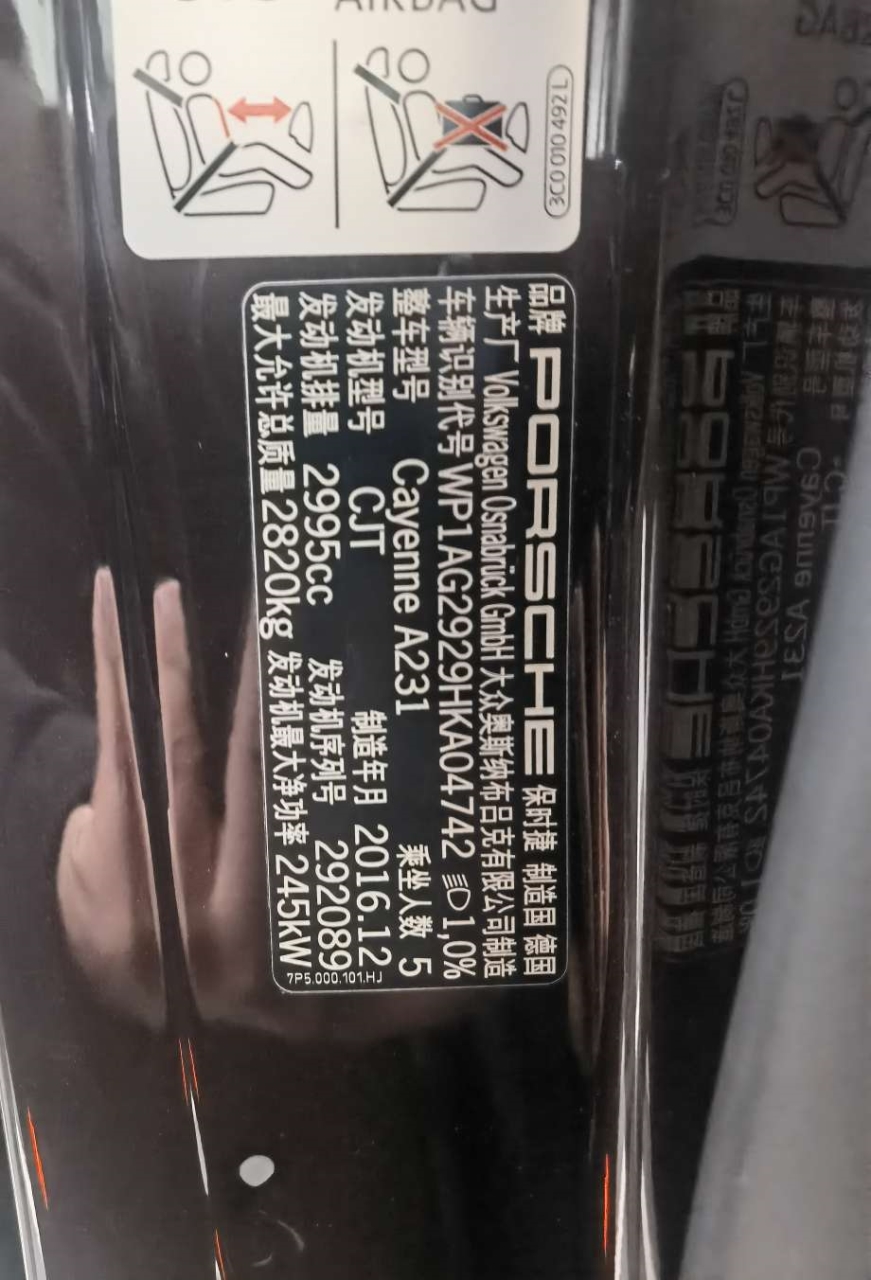 AIRBAG
3C0 010 492 L
品牌 PORSCHE 保时捷 制造国 德国
生产厂 Volkswagen Osnabrück GmbH 大众奥斯纳布吕克有限公司制造
车辆识别代号 WP1AG2929HKA04742 1,0%
整车型号 Cayenne A231 乘坐人数 5
发动机型号 CJT 制造年月 2016.12
发动机排量 2995cc 发动机序列号 292089
最大允许总质量 2820kg 发动机最大净功率 245kW
7P5.000.101.HJ